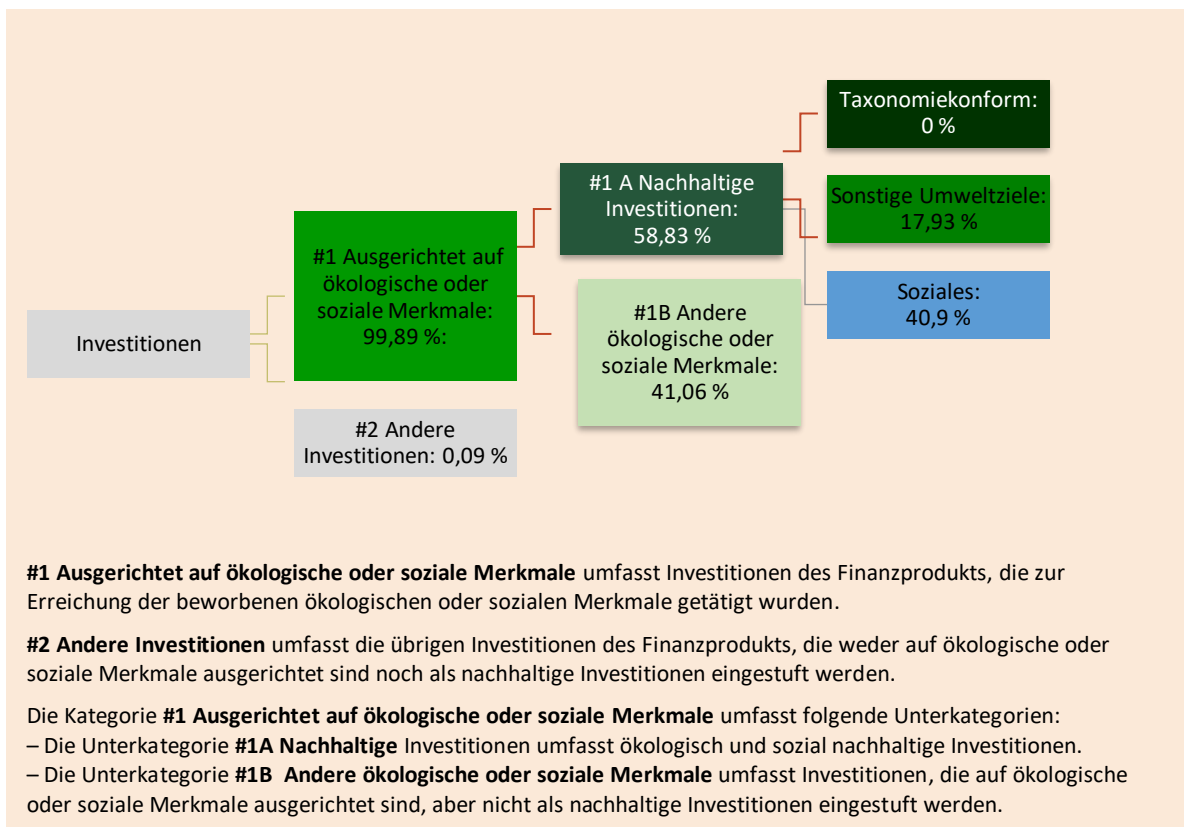 Investitionen
#1 Ausgerichtet auf
ökologische oder
soziale Merkmale:
99,89 %:
#2 Andere
Investitionen: 0,09 %
#1 A Nachhaltige
Investitionen:
58,83 %
#1B Andere
ökologische oder
soziale Merkmale:
41,06 %
Taxonomiekonform:
0 %
Sonstige Umweltziele:
17,93 %
Soziales:
40,9 %
#1 Ausgerichtet auf ökologische oder soziale Merkmale umfasst Investitionen des Finanzprodukts, die zur
Erreichung der beworbenen ökologischen oder sozialen Merkmale getätigt wurden.
#2 Andere Investitionen umfasst die übrigen Investitionen des Finanzprodukts, die weder auf ökologische oder
soziale Merkmale ausgerichtet sind noch als nachhaltige Investitionen eingestuft werden.
Die Kategorie #1 Ausgerichtet auf ökologische oder soziale Merkmale umfasst folgende Unterkategorien:
– Die Unterkategorie #1A Nachhaltige Investitionen umfasst ökologisch und sozial nachhaltige Investitionen.
– Die Unterkategorie #1B Andere ökologische oder soziale Merkmale umfasst Investitionen, die auf ökologische
oder soziale Merkmale ausgerichtet sind, aber nicht als nachhaltige Investitionen eingestuft werden.